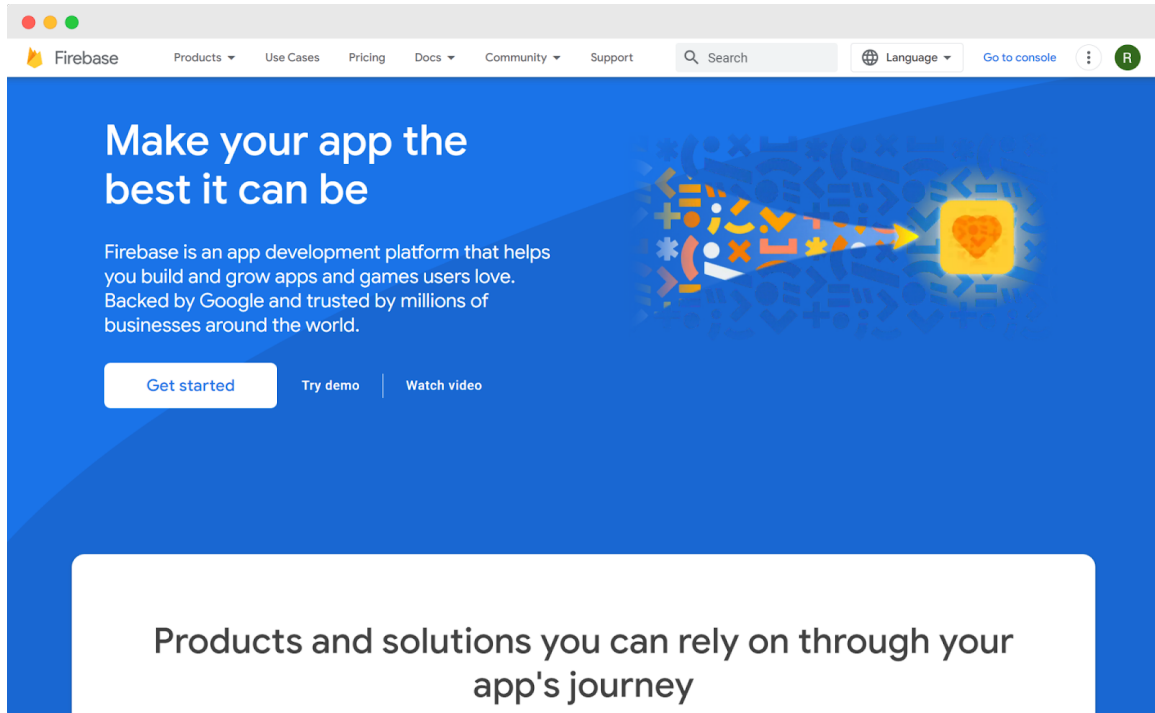 Firebase Products Use Cases Pricing Docs Community Support Search Language Go to console R
Make your app the
best it can be
Firebase is an app development platform that helps
you build and grow apps and games users love.
Backed by Google and trusted by millions of
businesses around the world.
Get started Try demo Watch video
Products and solutions you can rely on through your
app's journey